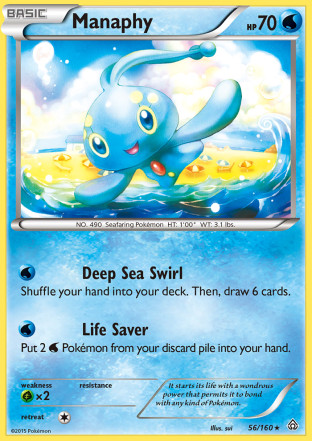 BASIC
Manaphy
HP70
NO. 490 Seafaring Pokémon HT: 1'00" WT: 3.1 lbs.
Deep Sea Swirl
Shuffle your hand into your deck. Then, draw 6 cards.
Life Saver
Put 2 Pokémon from your discard pile into your hand.
weakness
resistance
×2
It starts its life with a wondrous
power that permits it to bond
with any kind of Pokémon.
retreat
©2015 Pokémon
Illus. sui
56/160★